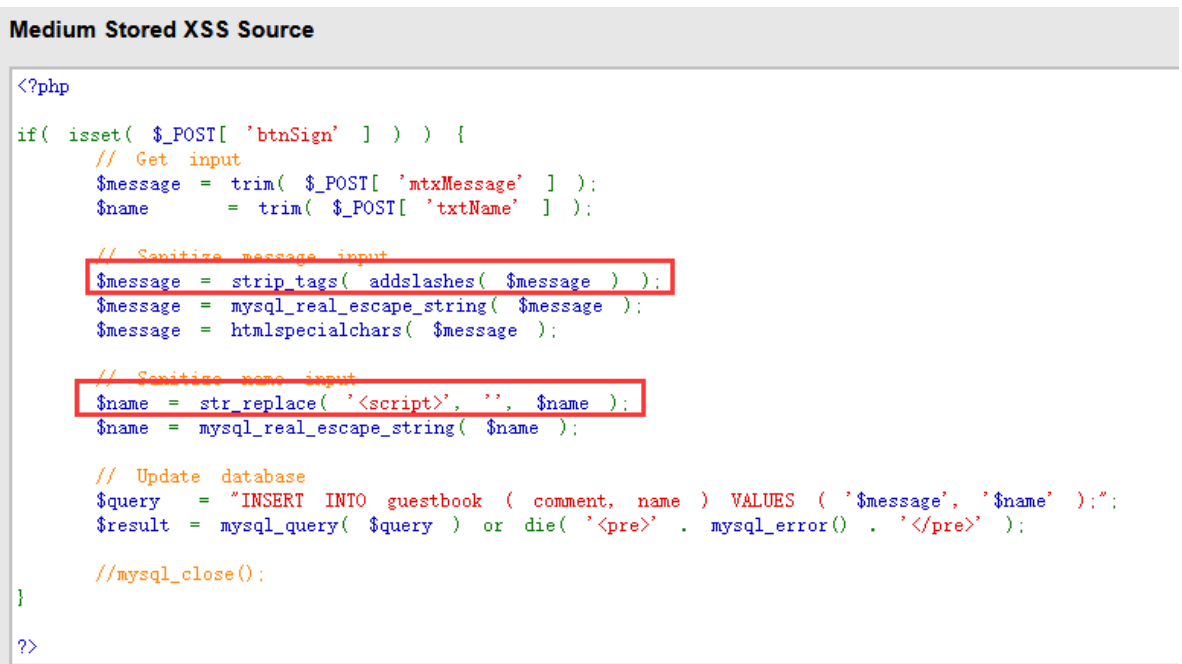 Medium Stored XSS Source
<?php
if( isset( $_POST[ 'btnSign' ] ) ) {
// Get input
$message = trim( $_POST[ 'mtxMessage' ] );
$name = trim( $_POST[ 'txtName' ] );
// Sanitize message input
$message = strip_tags( addslashes( $message ) );
$message = mysql_real_escape_string( $message );
$message = htmlspecialchars( $message );
// Sanitize name input
$name = str_replace( '<script>', '', $name );
$name = mysql_real_escape_string( $name );
// Update database
$query = "INSERT INTO guestbook ( comment, name ) VALUES ( '$message', '$name' );";
$result = mysql_query( $query ) or die( '<pre>' . mysql_error() . '</pre>' );
//mysql_close();
}
?>